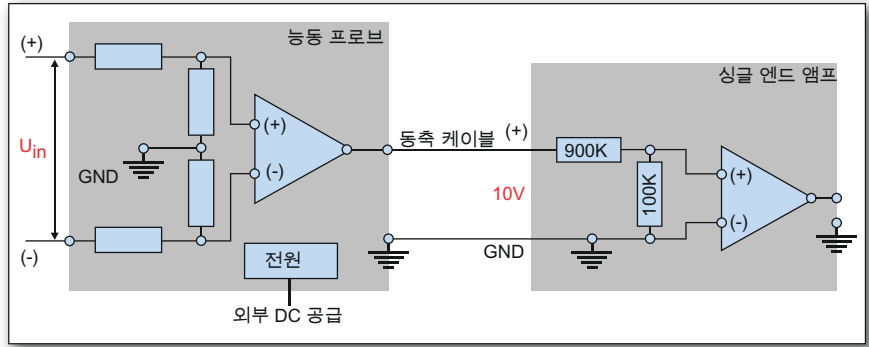 능동 프로브
싱글 엔드 앰프
(+)
(+)
동축 케이블
(+)
900K
(+)
U_in
GND
(-)
10V
100K
(-)
(-)
전원
GND
외부 DC 공급